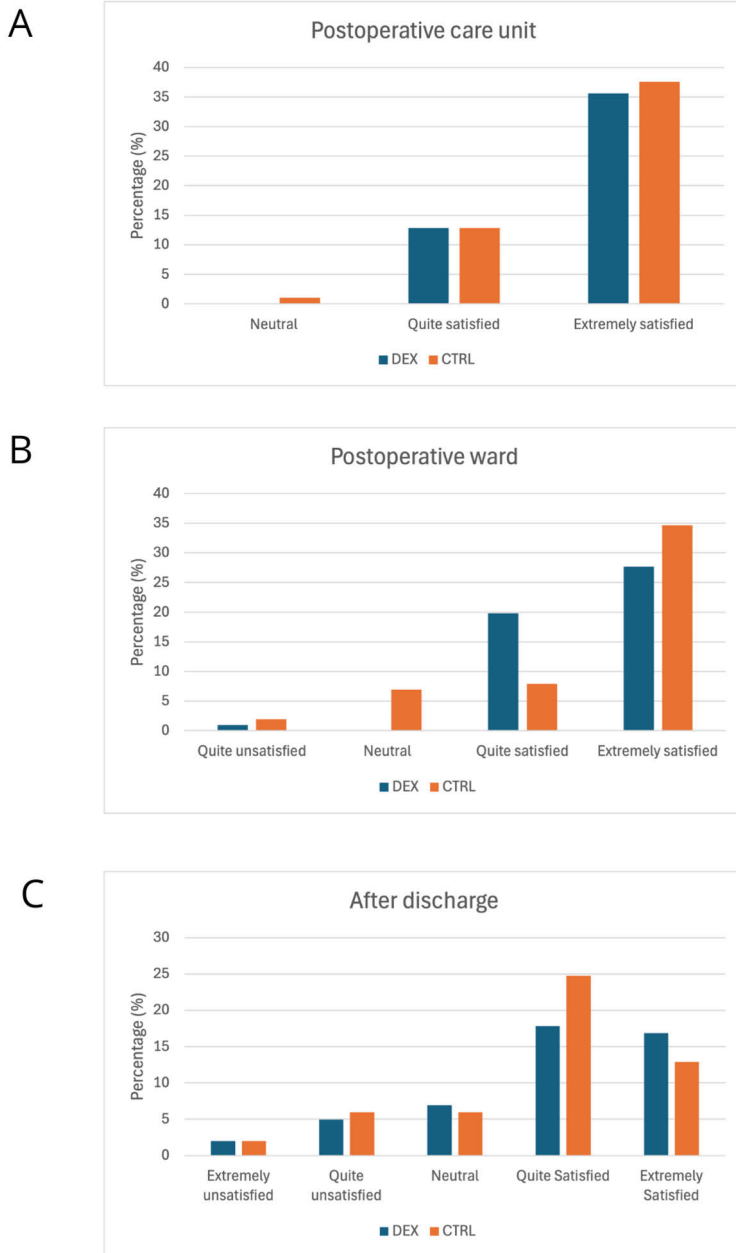 A
Postoperative care unit
Percentage (%)
40
35
30
25
20
15
10
5
0
Neutral Quite satisfied Extremely satisfied
DEX CTRL
B
Postoperative ward
Percentage (%)
40
35
30
25
20
15
10
5
0
Quite unsatisfied Neutral Quite satisfied Extremely satisfied
DEX CTRL
C
After discharge
Percentage (%)
30
25
20
15
10
5
0
Extremely unsatisfied Quite unsatisfied Neutral Quite Satisfied Extremely Satisfied
DEX CTRL